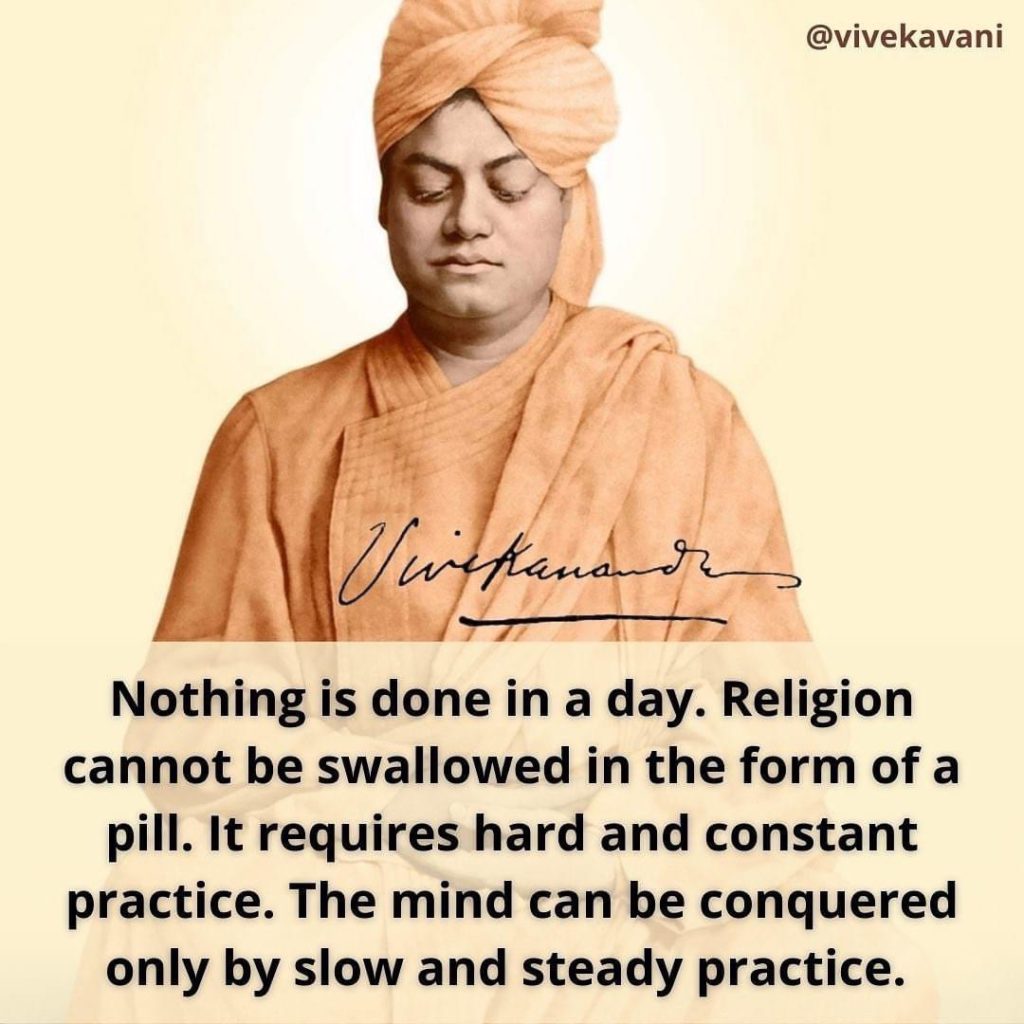 @vivekavani
Vivekananda
Nothing is done in a day. Religion
cannot be swallowed in the form of a
pill. It requires hard and constant
practice. The mind can be conquered
only by slow and steady practice.